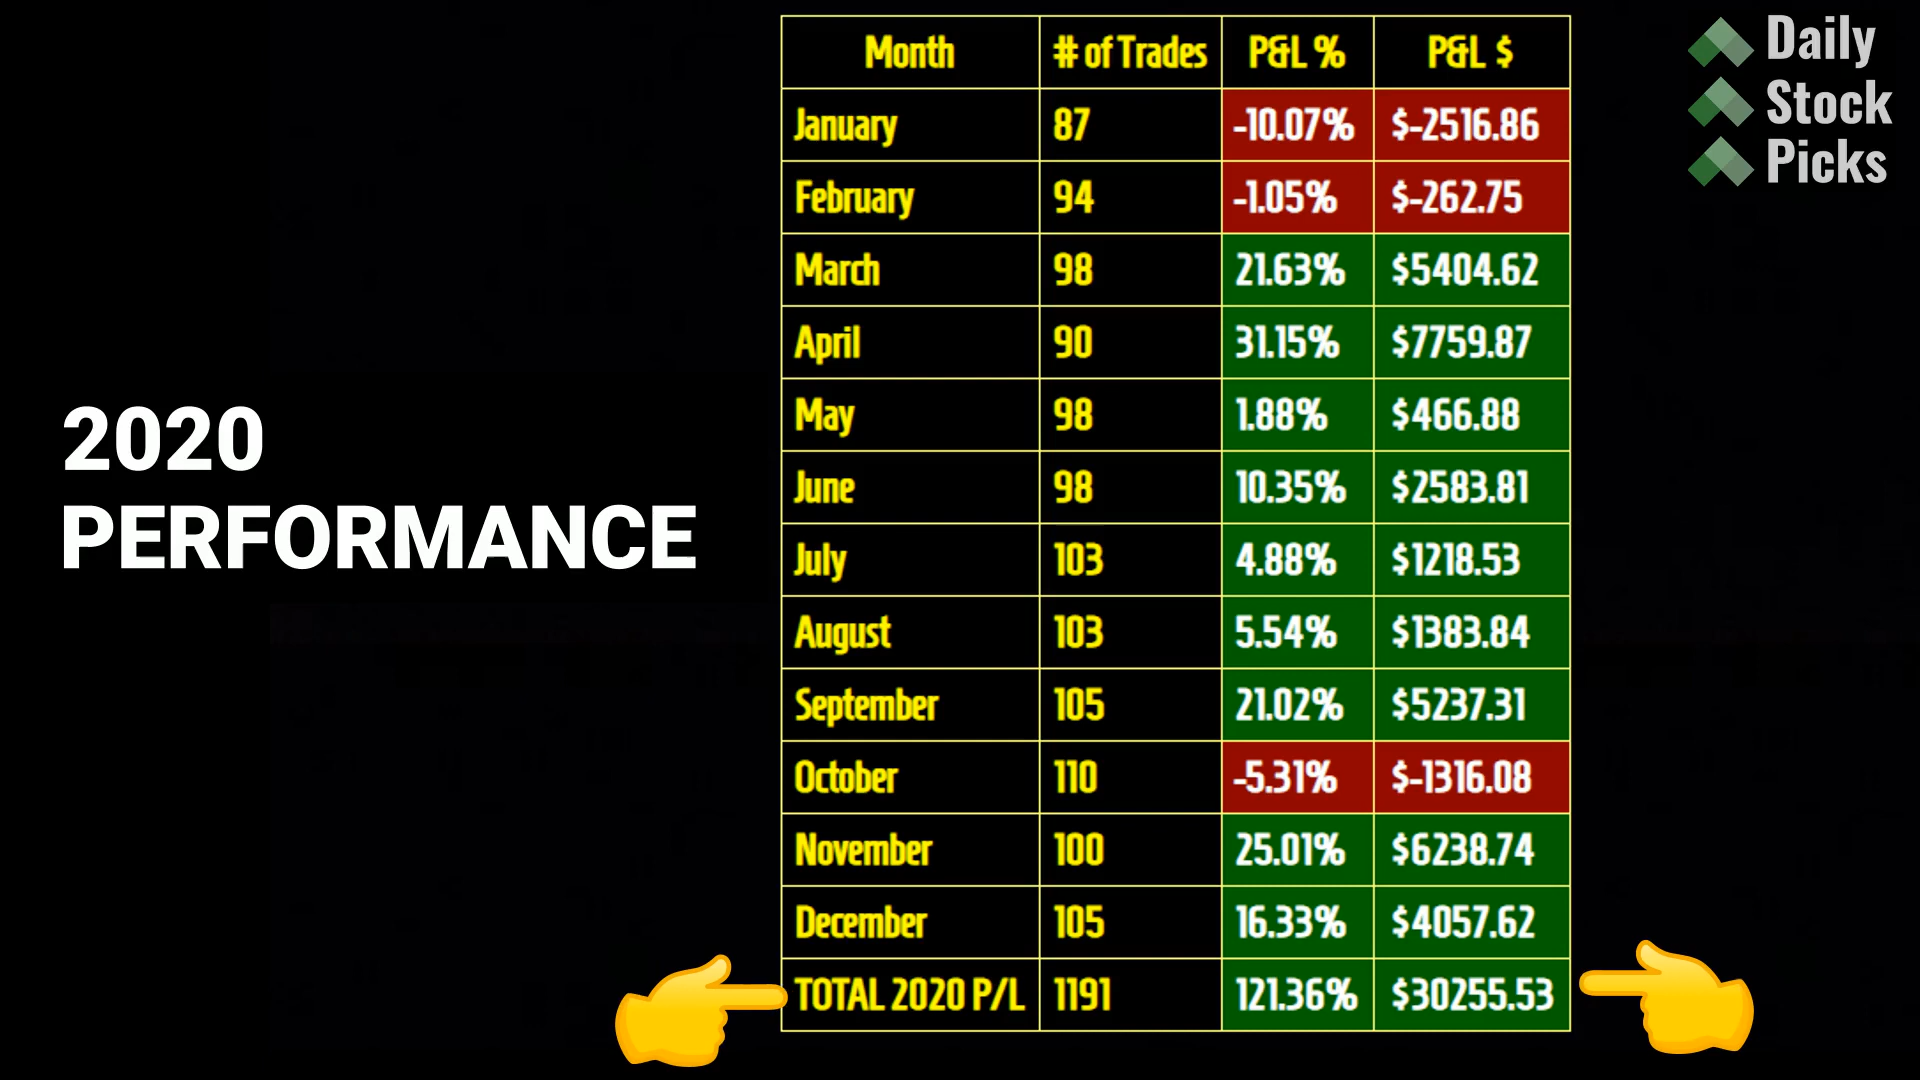 Daily
Stock
Picks
2020
PERFORMANCE
Month # of Trades P&L % P&L $
January 87 -10.07% $-2516.86
February 94 -1.05% $-262.75
March 98 21.63% $5404.62
April 90 31.15% $7759.87
May 98 1.88% $466.88
June 98 10.35% $2583.81
July 103 4.88% $1218.53
August 103 5.54% $1383.84
September 105 21.02% $5237.31
October 110 -5.31% $-1316.08
November 100 25.01% $6238.74
December 105 16.33% $4057.62
TOTAL 2020 P/L 1191 121.36% $30255.53